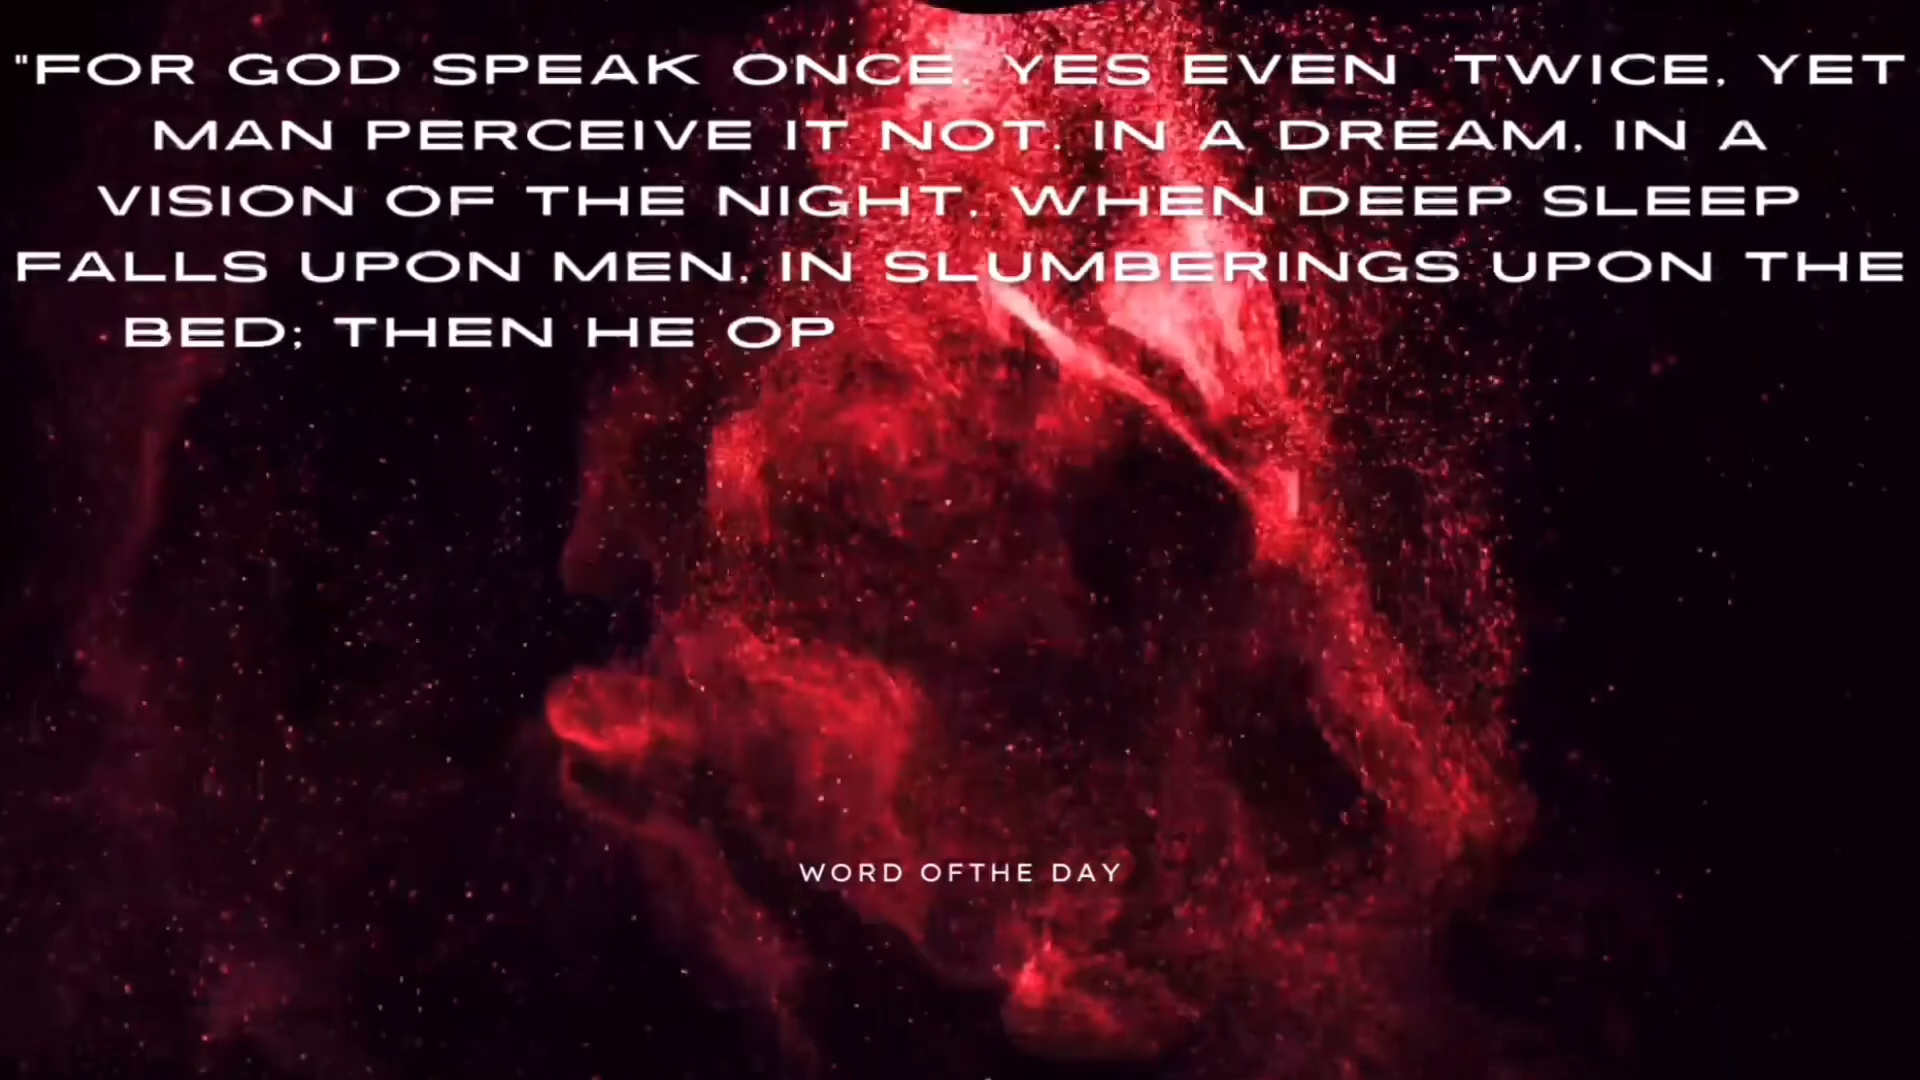 "FOR GOD SPEAK ONCE, YES EVEN TWICE, YET
MAN PERCEIVE IT NOT. IN A DREAM, IN A
VISION OF THE NIGHT, WHEN DEEP SLEEP
FALLS UPON MEN, IN SLUMBERINGS UPON THE
BED; THEN HE OP
WORD OFTHE DAY